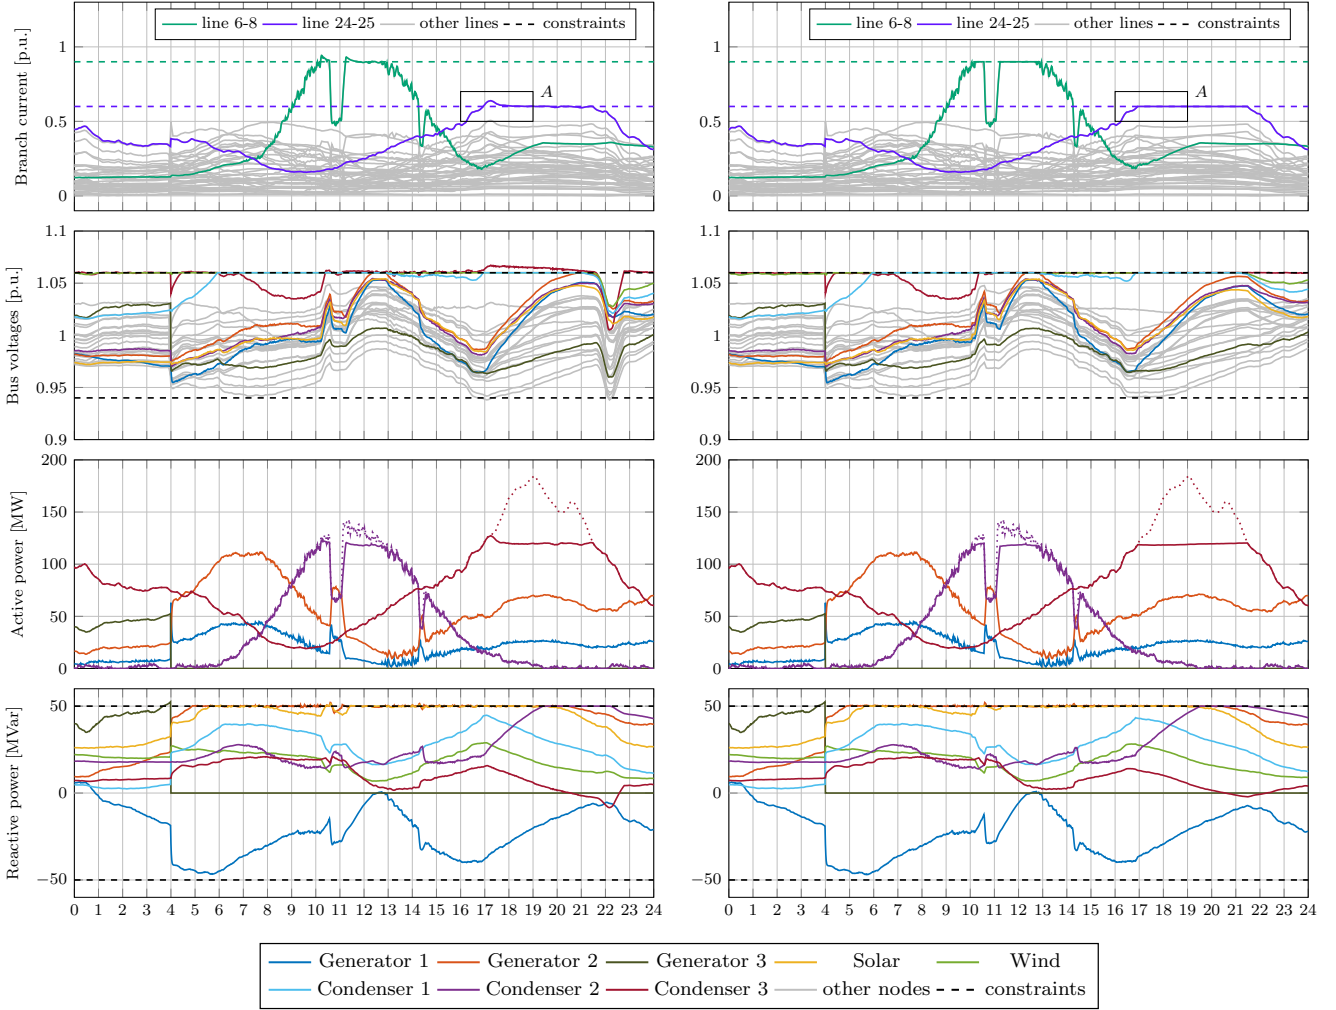 line 6-8 line 24-25 other lines constraints
line 6-8 line 24-25 other lines constraints
Branch current [p.u.]
1
0.5
0
A
A
Bus voltages [p.u.]
1.1
1.05
1
0.95
0.9
1.1
1.05
1
0.95
0.9
Active power [MW]
200
150
100
50
0
200
150
100
50
0
Reactive power [MVar]
50
0
−50
50
0
−50
0 1 2 3 4 5 6 7 8 9 10 11 12 13 14 15 16 17 18 19 20 21 22 23 24
0 1 2 3 4 5 6 7 8 9 10 11 12 13 14 15 16 17 18 19 20 21 22 23 24
Generator 1 Generator 2 Generator 3 Solar Wind
Condenser 1 Condenser 2 Condenser 3 other nodes constraints